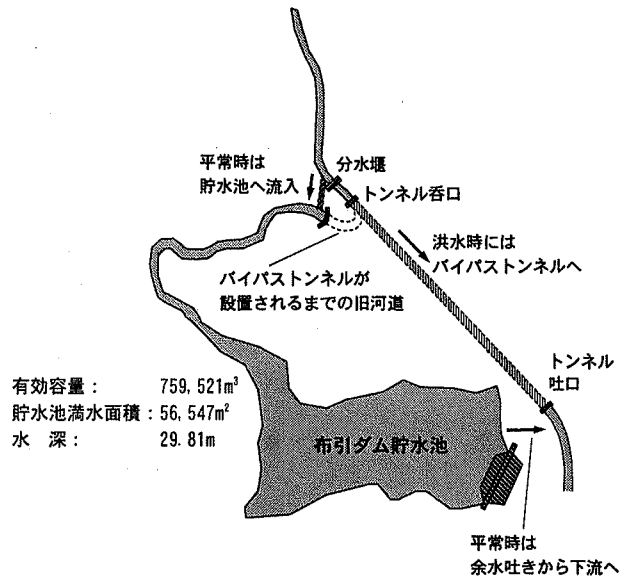 平常時は
貯水池へ流入
分水堰
トンネル呑口
洪水時には
バイパストンネルへ
バイパストンネルが
設置されるまでの旧河道
トンネル
吐口
有効容量： 759,521m³
貯水池満水面積：56,547m²
水 深： 29.81m
布引ダム貯水池
平常時は
余水吐きから下流へ